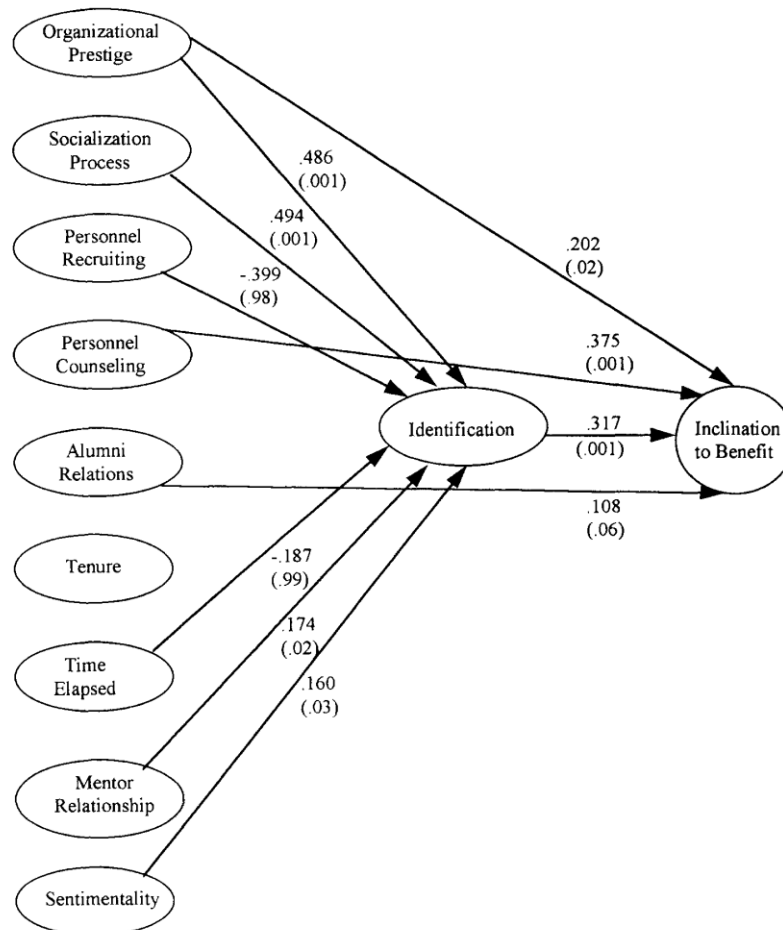 Organizational
Prestige
Socialization
Process
.486
(.001)
.494
(.001)
Personnel
Recruiting
-.399
(.98)
.202
(.02)
Personnel
Counseling
.375
(.001)
Identification
.317
(.001)
Inclination
to Benefit
Alumni
Relations
.108
(.06)
Tenure
-.187
(.99)
Time
Elapsed
.174
(.02)
.160
(.03)
Mentor
Relationship
Sentimentality